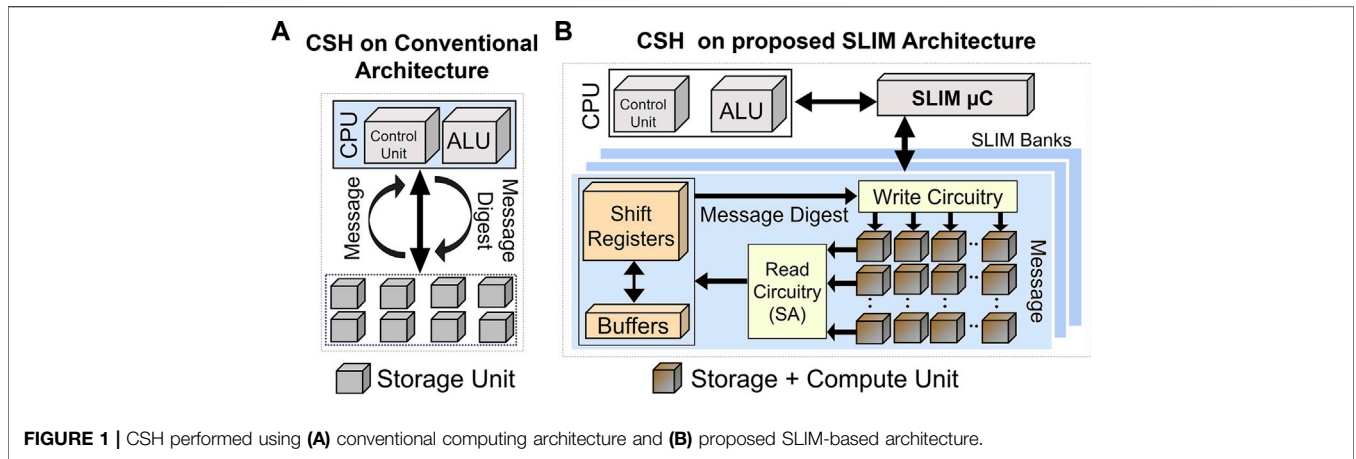 A
CSH on Conventional
Architecture
CPU
Control
Unit
ALU
Message
Message
Digest
Storage Unit
B
CSH on proposed SLIM Architecture
CPU
Control
Unit
ALU
SLIM µC
SLIM Banks
Shift
Registers
Buffers
Message Digest
Write Circuitry
Read
Circuitry
(SA)
Message
Storage + Compute Unit
FIGURE 1 | CSH performed using (A) conventional computing architecture and (B) proposed SLIM-based architecture.